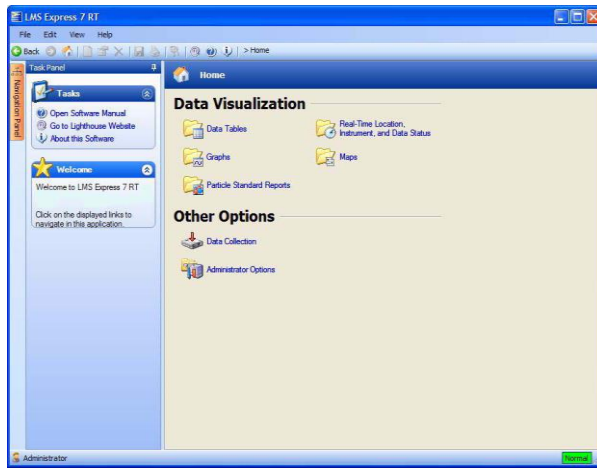 LMS Express 7 RT
File Edit View Help
Back > Home
Task Panel
Navigation Panel
Tasks
Open Software Manual
Go to Lighthouse Website
About this Software
Welcome
Welcome to LMS Express 7 RT
Click on the displayed links to
navigate in this application.
Home
Data Visualization
Data Tables
Real-Time Location,
Instrument, and Data Status
Graphs
Maps
Particle Standard Reports
Other Options
Data Collection
Administrator Options
Administrator
Normal